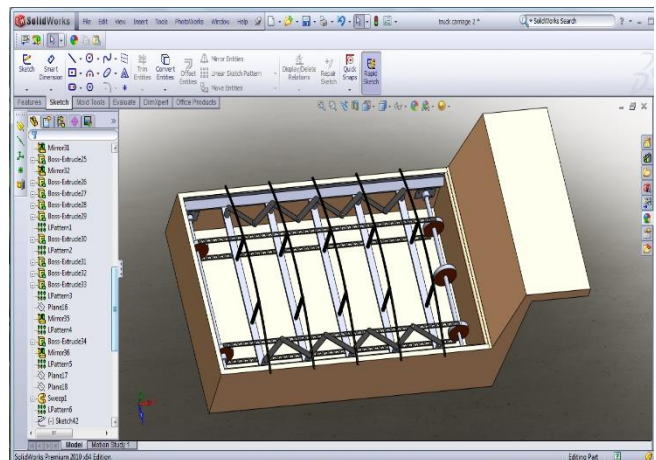 SolidWorks File Edit View Insert Tools PhotoWorks Window Help truck carriage 2 * SolidWorks Search
Sketch Smart Dimension Trim Entities Convert Entities Offset Entities Mirror Entities Linear Sketch Pattern Move Entities Display/Delete Relations Repair Sketch Quick Snaps Rapid Sketch
Features Sketch Mold Tools Evaluate DimXpert Office Products
Mirror31
Boss-Extrude25
Mirror32
Boss-Extrude26
Boss-Extrude27
Boss-Extrude28
Boss-Extrude29
LPattern1
Boss-Extrude30
LPattern2
Boss-Extrude31
Boss-Extrude32
Boss-Extrude33
LPattern3
Plane16
Mirror35
LPattern4
Boss-Extrude34
Mirror36
LPattern5
Plane17
Plane18
Sweep1
LPattern6
(-) Sketch42
Model Motion Study 1
SolidWorks Premium 2010 x64 Edition Editing Part